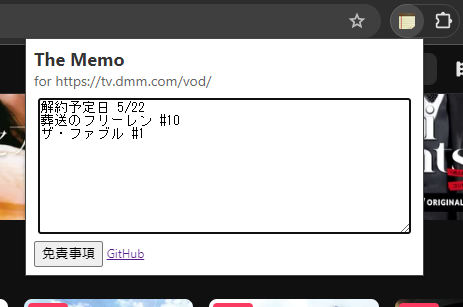 The Memo
for https://tv.dmm.com/vod/
解約予定日 5/22
葬送のフリーレン #10
ザ・ファブル #1
免責事項 GitHub
/ ORIGINAL